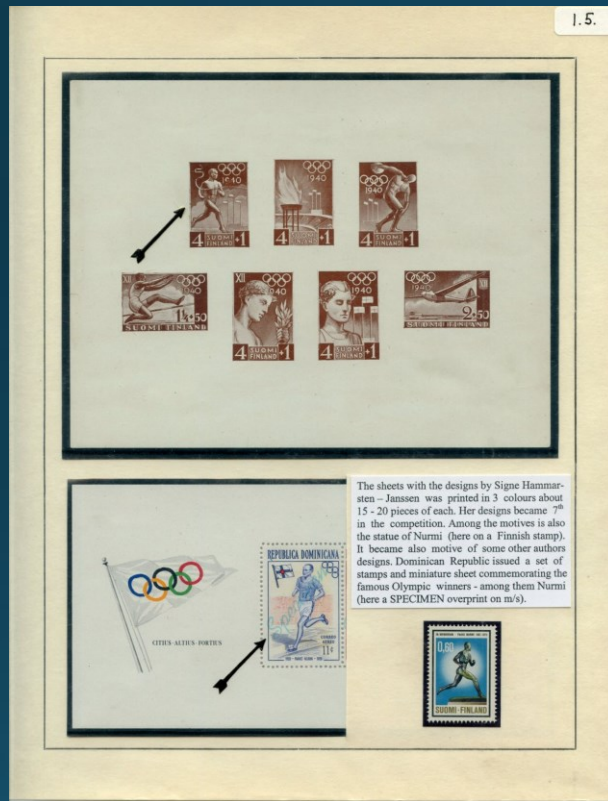 1.5.
1940
1940
1940
4 SUOMI FINLAND +1
4 SUOMI FINLAND +1
4 SUOMI FINLAND +1
XII
1940
XII
1940
1940
1940
XII
SUOMI FINLAND
4 SUOMI FINLAND +1
4 SUOMI FINLAND +1
2+50
SUOMI FINLAND
The sheets with the designs by Signe Hammar-
sten – Janssen was printed in 3 colours about
15 - 20 pieces of each. Her designs became 7th
in the competition. Among the motives is also
the statue of Nurmi (here on a Finnish stamp).
It became also motive of some other authors
designs. Dominican Republic issued a set of
stamps and miniature sheet commemorating the
famous Olympic winners - among them Nurmi
(here a SPECIMEN overprint on m/s).
REPUBLICA DOMINICANA
CITIUS-ALTIUS-FORTIUS
CORREO
AEREO
11¢
0,60
SUOMI-FINLAND